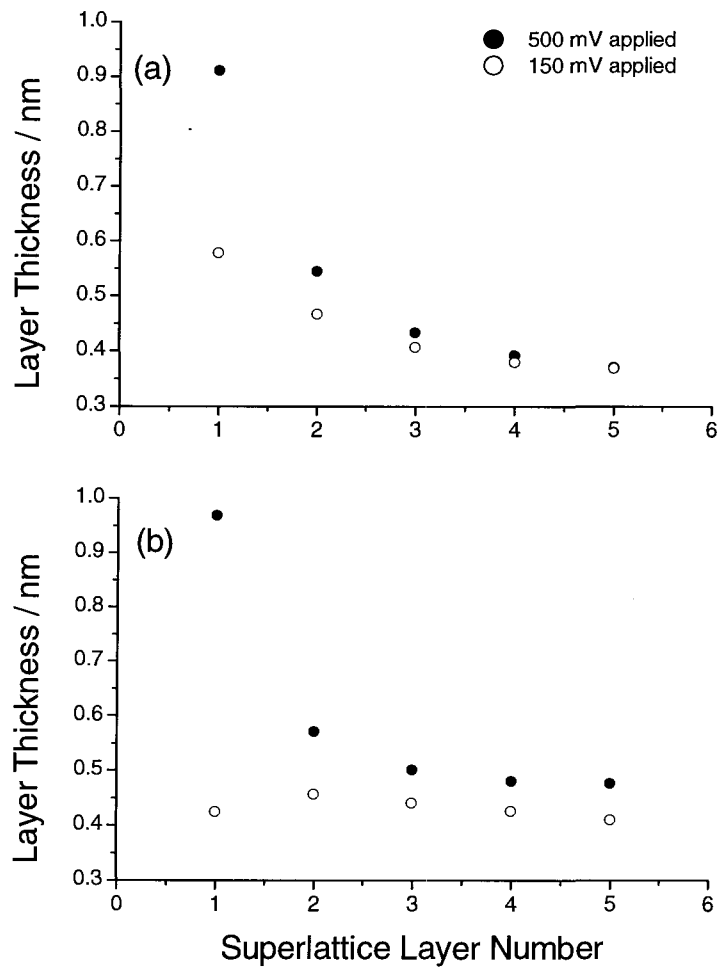 1.0
(a)
500 mV applied
150 mV applied
0.9
0.8
0.7
0.6
0.5
0.4
0.3
Layer Thickness / nm
0 1 2 3 4 5 6
1.0
(b)
0.9
0.8
0.7
0.6
0.5
0.4
0.3
Layer Thickness / nm
0 1 2 3 4 5 6
Superlattice Layer Number